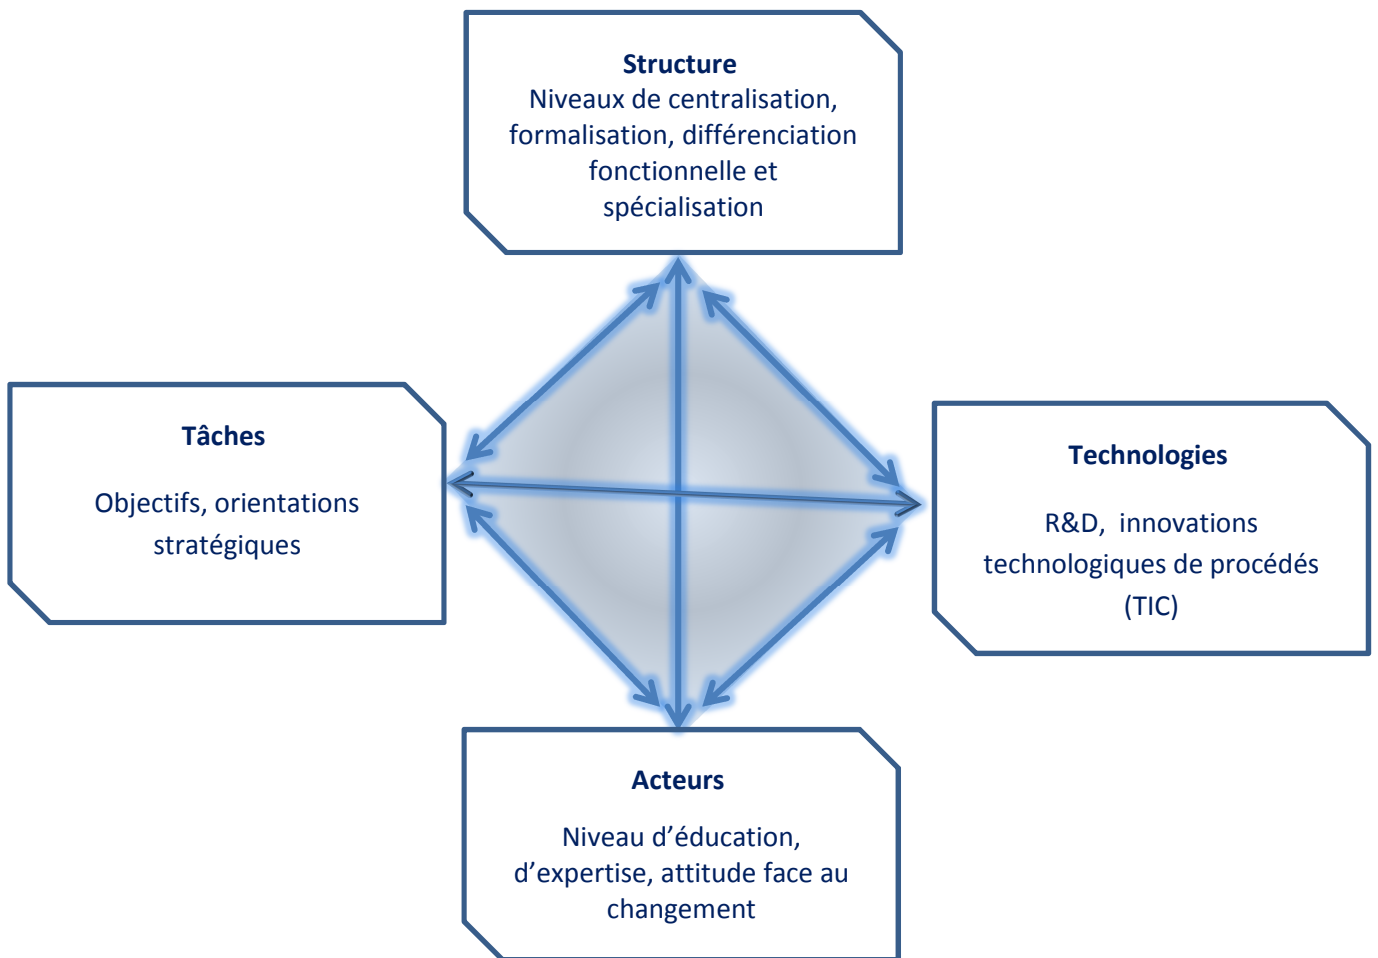 Structure
Niveaux de centralisation,
formalisation, différenciation
fonctionnelle et
spécialisation
Tâches
Objectifs, orientations
stratégiques
Technologies
R&D, innovations
technologiques de procédés
(TIC)
Acteurs
Niveau d’éducation,
d’expertise, attitude face au
changement